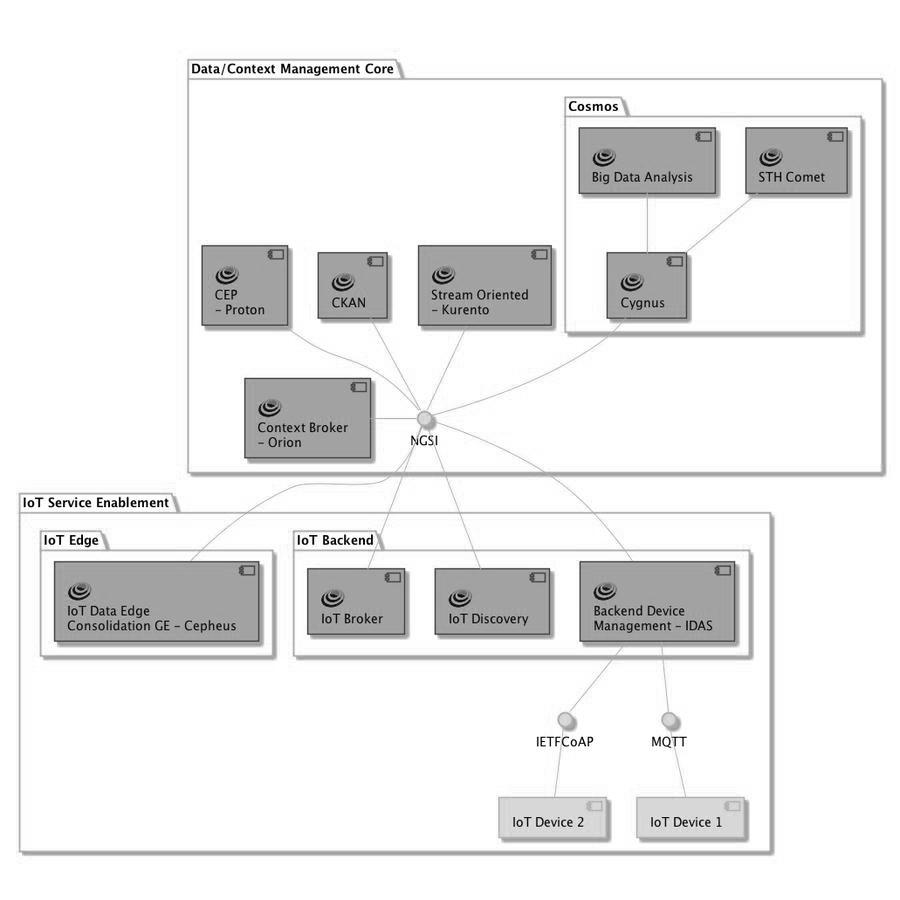 Data/Context Management Core
Cosmos
Big Data Analysis
STH Comet
CEP
- Proton
CKAN
Stream Oriented
- Kurento
Cygnus
Context Broker
- Orion
NGSI
IoT Service Enablement
IoT Edge
IoT Backend
IoT Data Edge
Consolidation GE - Cepheus
IoT Broker
IoT Discovery
Backend Device
Management - IDAS
IETFCoAP
MQTT
IoT Device 2
IoT Device 1